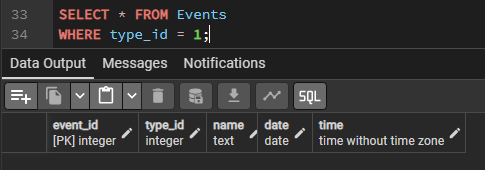 33 SELECT * FROM Events
34 WHERE type_id = 1;
Data Output Messages Notifications
SQL
event_id type_id name date time
[PK] integer integer text date time without time zone